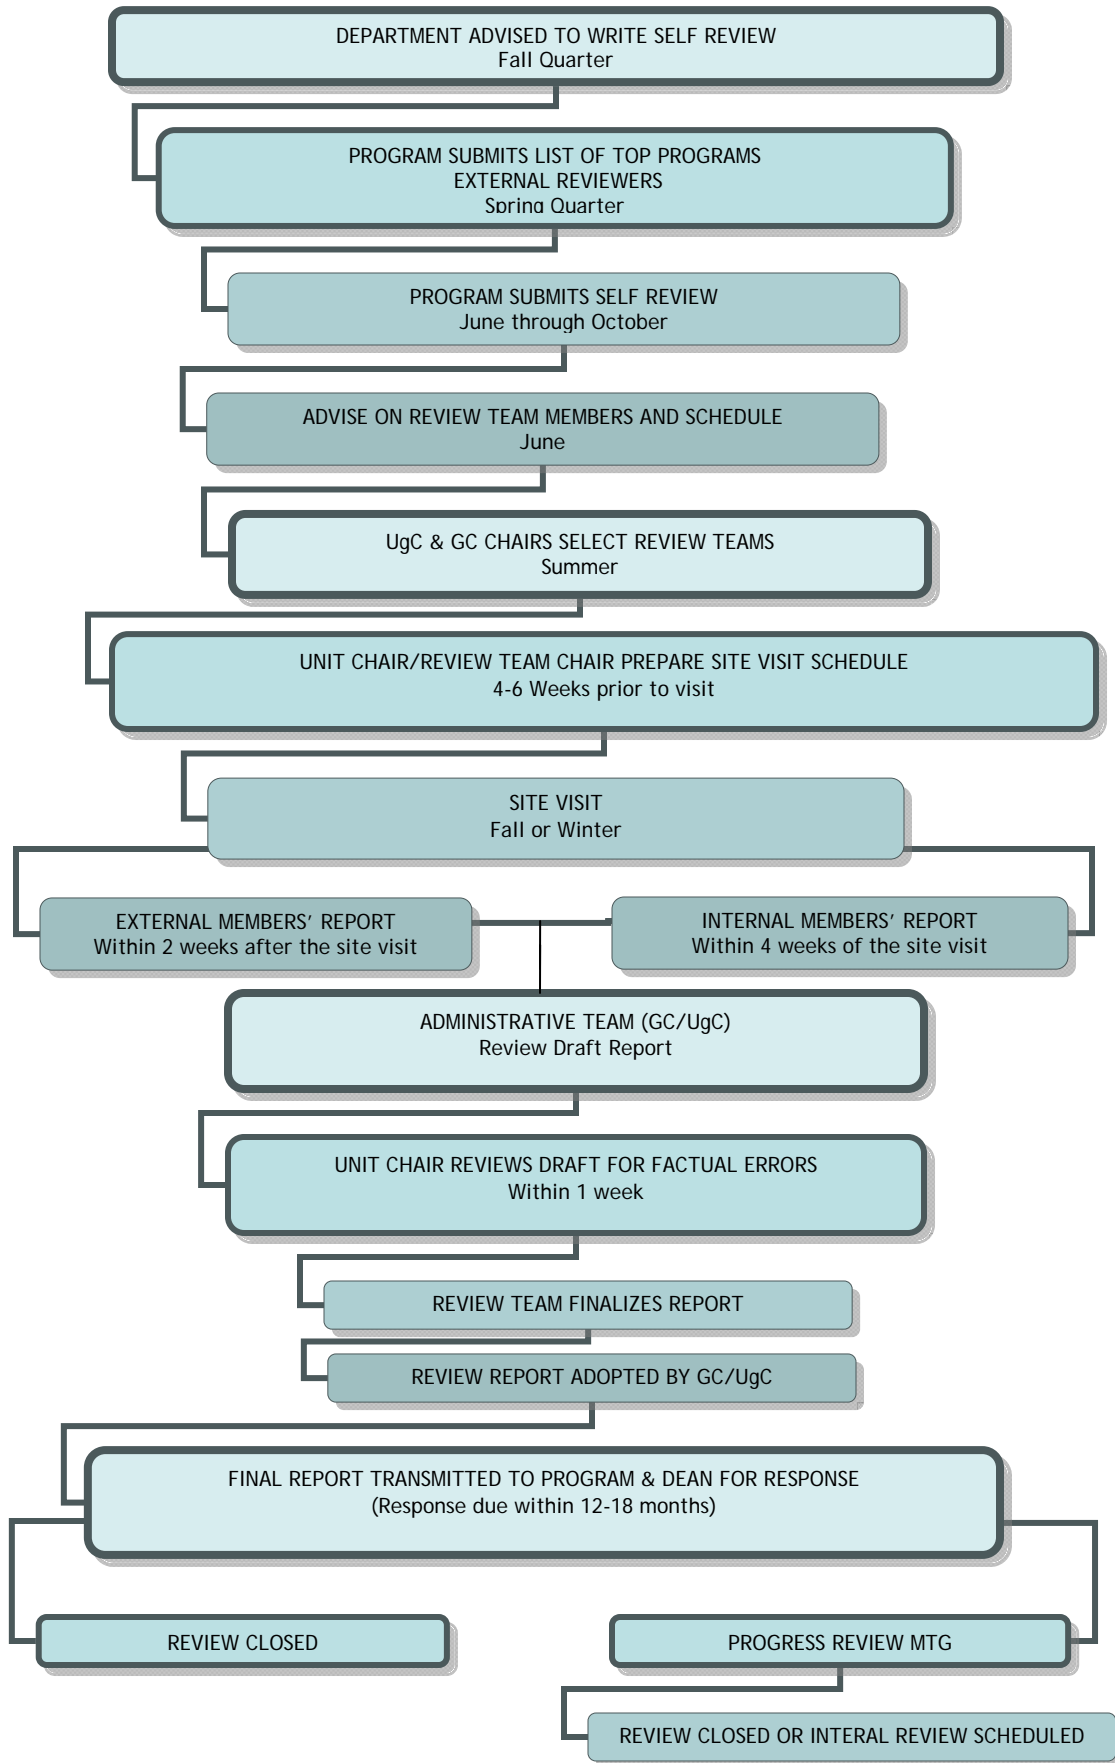 DEPARTMENT ADVISED TO WRITE SELF REVIEW
Fall Quarter
PROGRAM SUBMITS LIST OF TOP PROGRAMS
EXTERNAL REVIEWERS
Spring Quarter
PROGRAM SUBMITS SELF REVIEW
June through October
ADVISE ON REVIEW TEAM MEMBERS AND SCHEDULE
June
UgC & GC CHAIRS SELECT REVIEW TEAMS
Summer
UNIT CHAIR/REVIEW TEAM CHAIR PREPARE SITE VISIT SCHEDULE
4-6 Weeks prior to visit
SITE VISIT
Fall or Winter
EXTERNAL MEMBERS' REPORT
Within 2 weeks after the site visit
INTERNAL MEMBERS' REPORT
Within 4 weeks of the site visit
ADMINISTRATIVE TEAM (GC/UgC)
Review Draft Report
UNIT CHAIR REVIEWS DRAFT FOR FACTUAL ERRORS
Within 1 week
REVIEW TEAM FINALIZES REPORT
REVIEW REPORT ADOPTED BY GC/UgC
FINAL REPORT TRANSMITTED TO PROGRAM & DEAN FOR RESPONSE
(Response due within 12-18 months)
REVIEW CLOSED
PROGRESS REVIEW MTG
REVIEW CLOSED OR INTERAL REVIEW SCHEDULED